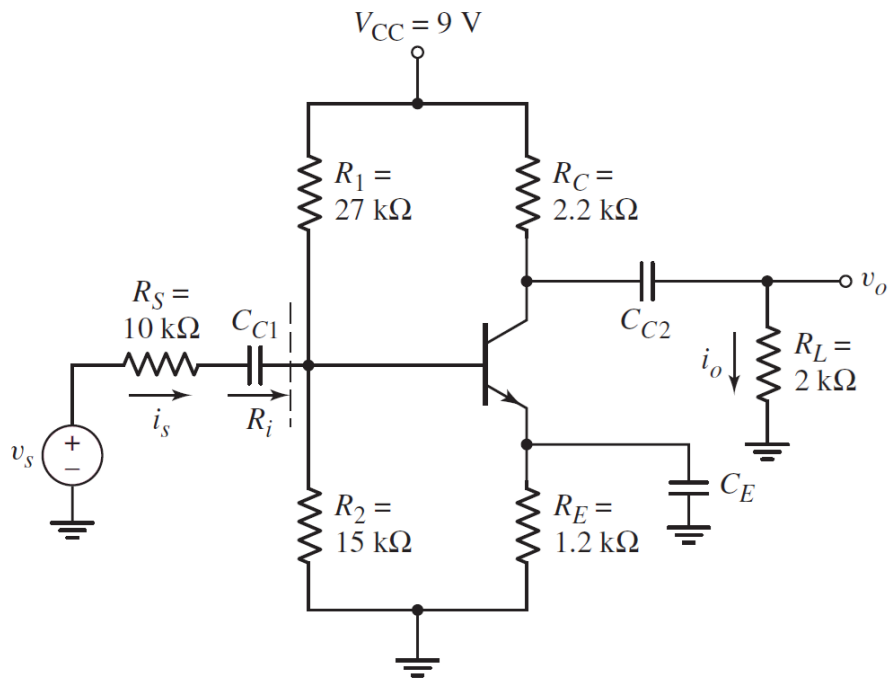 V_CC = 9 V
R_1 =
27 kΩ
R_C =
2.2 kΩ
R_S =
10 kΩ
C_C1
C_C2
v_o
i_o
R_L =
2 kΩ
i_s
R_i
v_s
+
−
R_2 =
15 kΩ
R_E =
1.2 kΩ
C_E